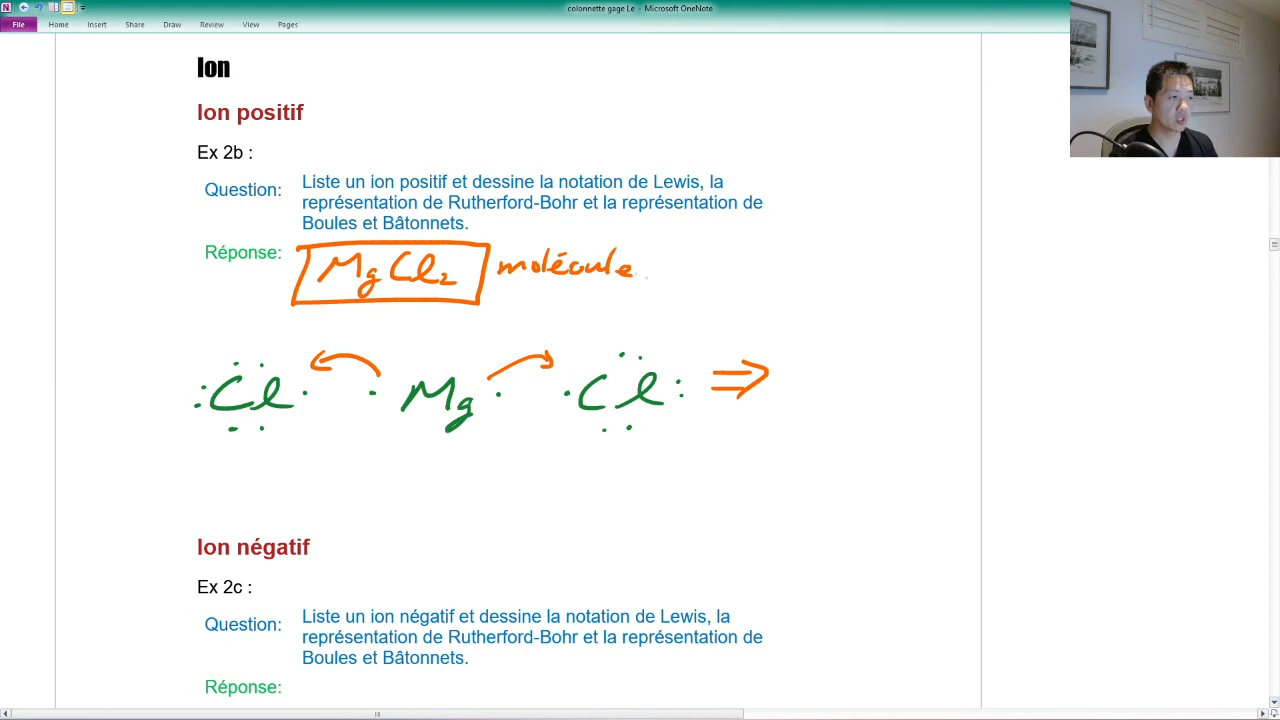 colonnette gage Le - Microsoft OneNote
File Home Insert Share Draw Review View Pages
Ion
Ion positif
Ex 2b :
Question: Liste un ion positif et dessine la notation de Lewis, la
représentation de Rutherford-Bohr et la représentation de
Boules et Bâtonnets.
Réponse: MgCl₂ molécule
Cl Mg Cl ⇒
Ion négatif
Ex 2c :
Question: Liste un ion négatif et dessine la notation de Lewis, la
représentation de Rutherford-Bohr et la représentation de
Boules et Bâtonnets.
Réponse: